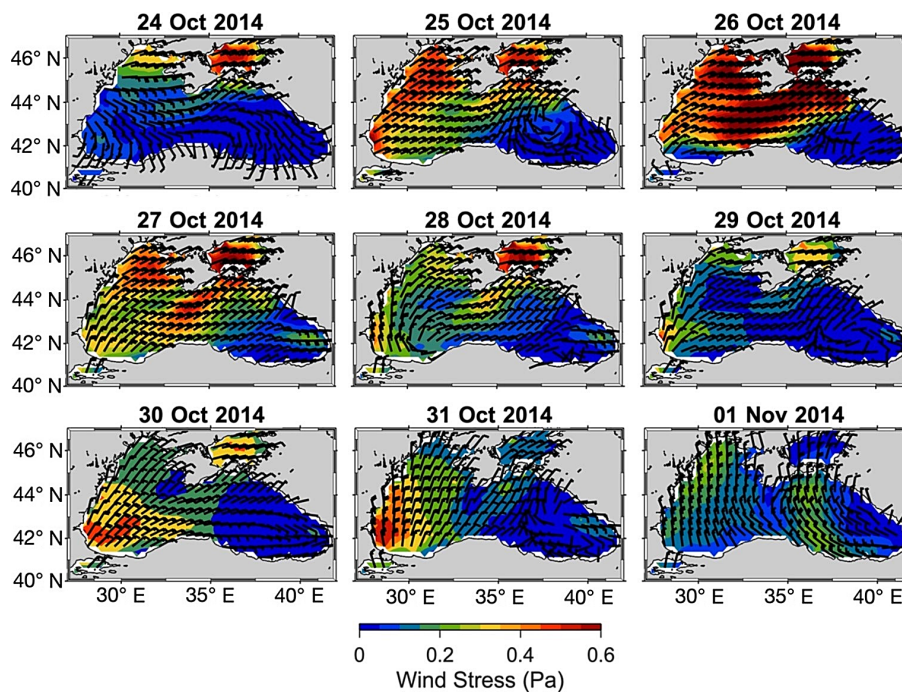 24 Oct 2014 25 Oct 2014 26 Oct 2014
46° N
44° N
42° N
40° N
27 Oct 2014 28 Oct 2014 29 Oct 2014
46° N
44° N
42° N
40° N
30 Oct 2014 31 Oct 2014 01 Nov 2014
46° N
44° N
42° N
40° N
30° E 35° E 40° E 30° E 35° E 40° E 30° E 35° E 40° E
0 0.2 0.4 0.6
Wind Stress (Pa)